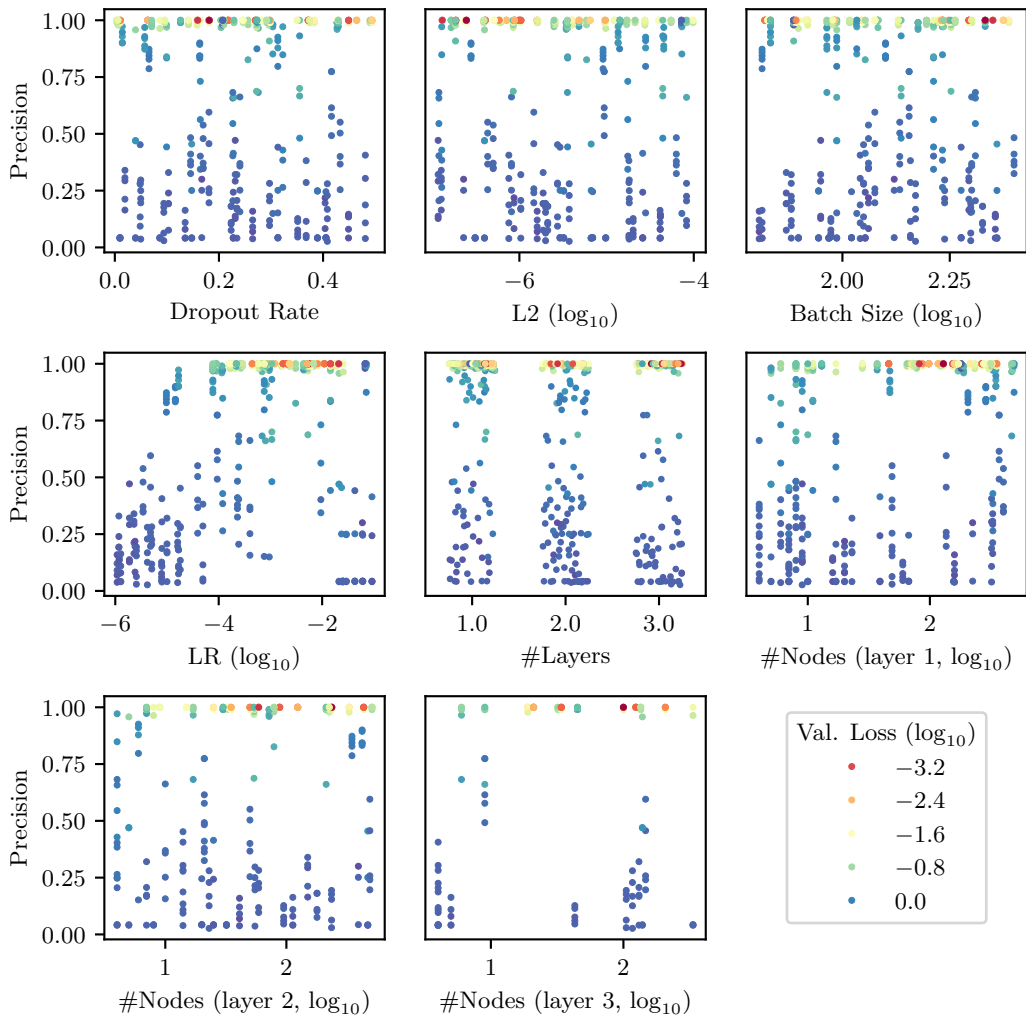 1.00
0.75
0.50
0.25
0.00
Precision
0.0 0.2 0.4
Dropout Rate
−6 −4
L2 (log₁₀)
2.00 2.25
Batch Size (log₁₀)
1.00
0.75
0.50
0.25
0.00
Precision
−6 −4 −2
LR (log₁₀)
1.0 2.0 3.0
#Layers
1 2
#Nodes (layer 1, log₁₀)
1.00
0.75
0.50
0.25
0.00
Precision
1 2
#Nodes (layer 2, log₁₀)
1 2
#Nodes (layer 3, log₁₀)
Val. Loss (log₁₀)
−3.2
−2.4
−1.6
−0.8
0.0